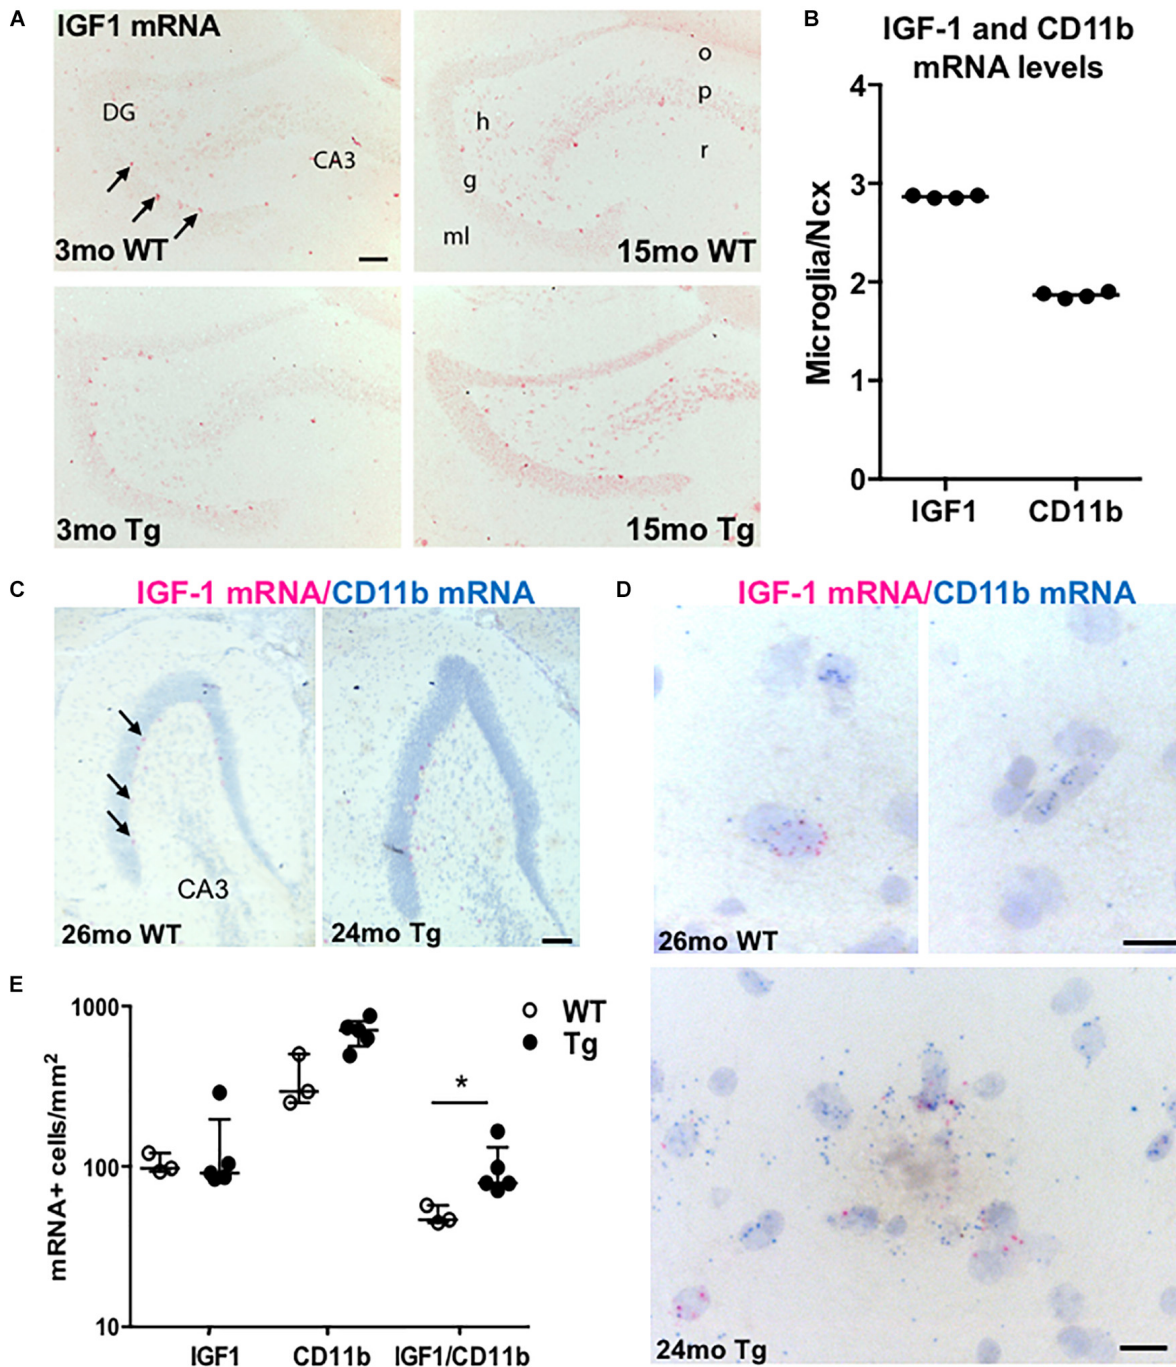 A
IGF1 mRNA
DG
CA3
3mo WT
o
p
h
r
g
ml
15mo WT
3mo Tg
15mo Tg
B
IGF-1 and CD11b
mRNA levels
Microglia/Ncx
4
3
2
1
0
IGF1
CD11b
C
IGF-1 mRNA/CD11b mRNA
CA3
26mo WT
24mo Tg
D
IGF-1 mRNA/CD11b mRNA
26mo WT
24mo Tg
E
mRNA+ cells/mm²
1000
100
10
*
WT
Tg
IGF1
CD11b
IGF1/CD11b